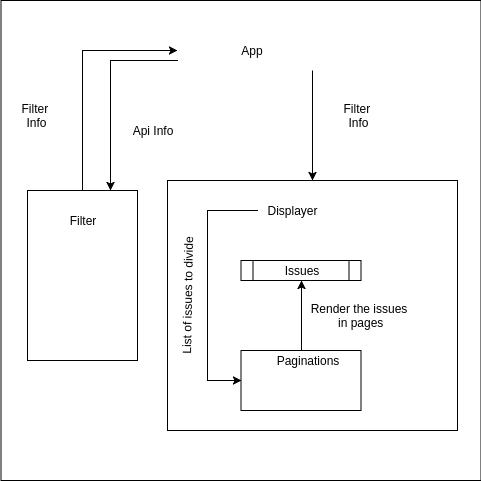 App
Filter
Info
Api Info
Filter
Info
Filter
Displayer
List of issues to divide
Issues
Render the issues
in pages
Paginations